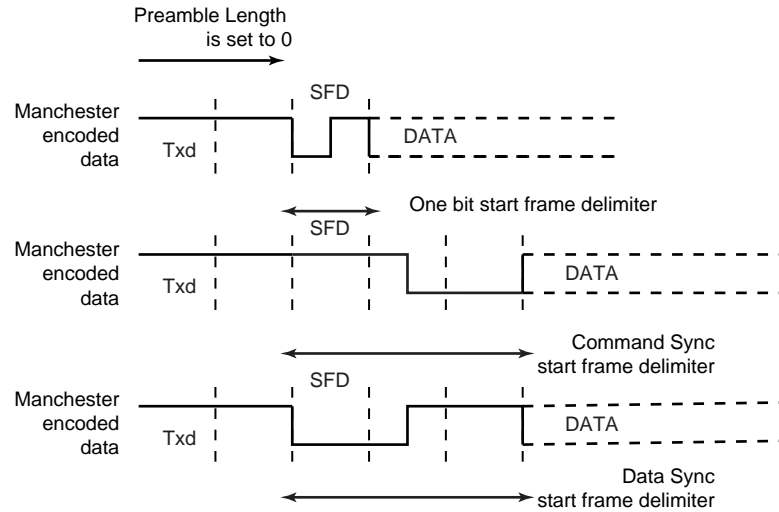 Preamble Length
is set to 0
SFD
Manchester
encoded
data
Txd
DATA
One bit start frame delimiter
SFD
Manchester
encoded
data
Txd
DATA
Command Sync
start frame delimiter
SFD
Manchester
encoded
data
Txd
DATA
Data Sync
start frame delimiter